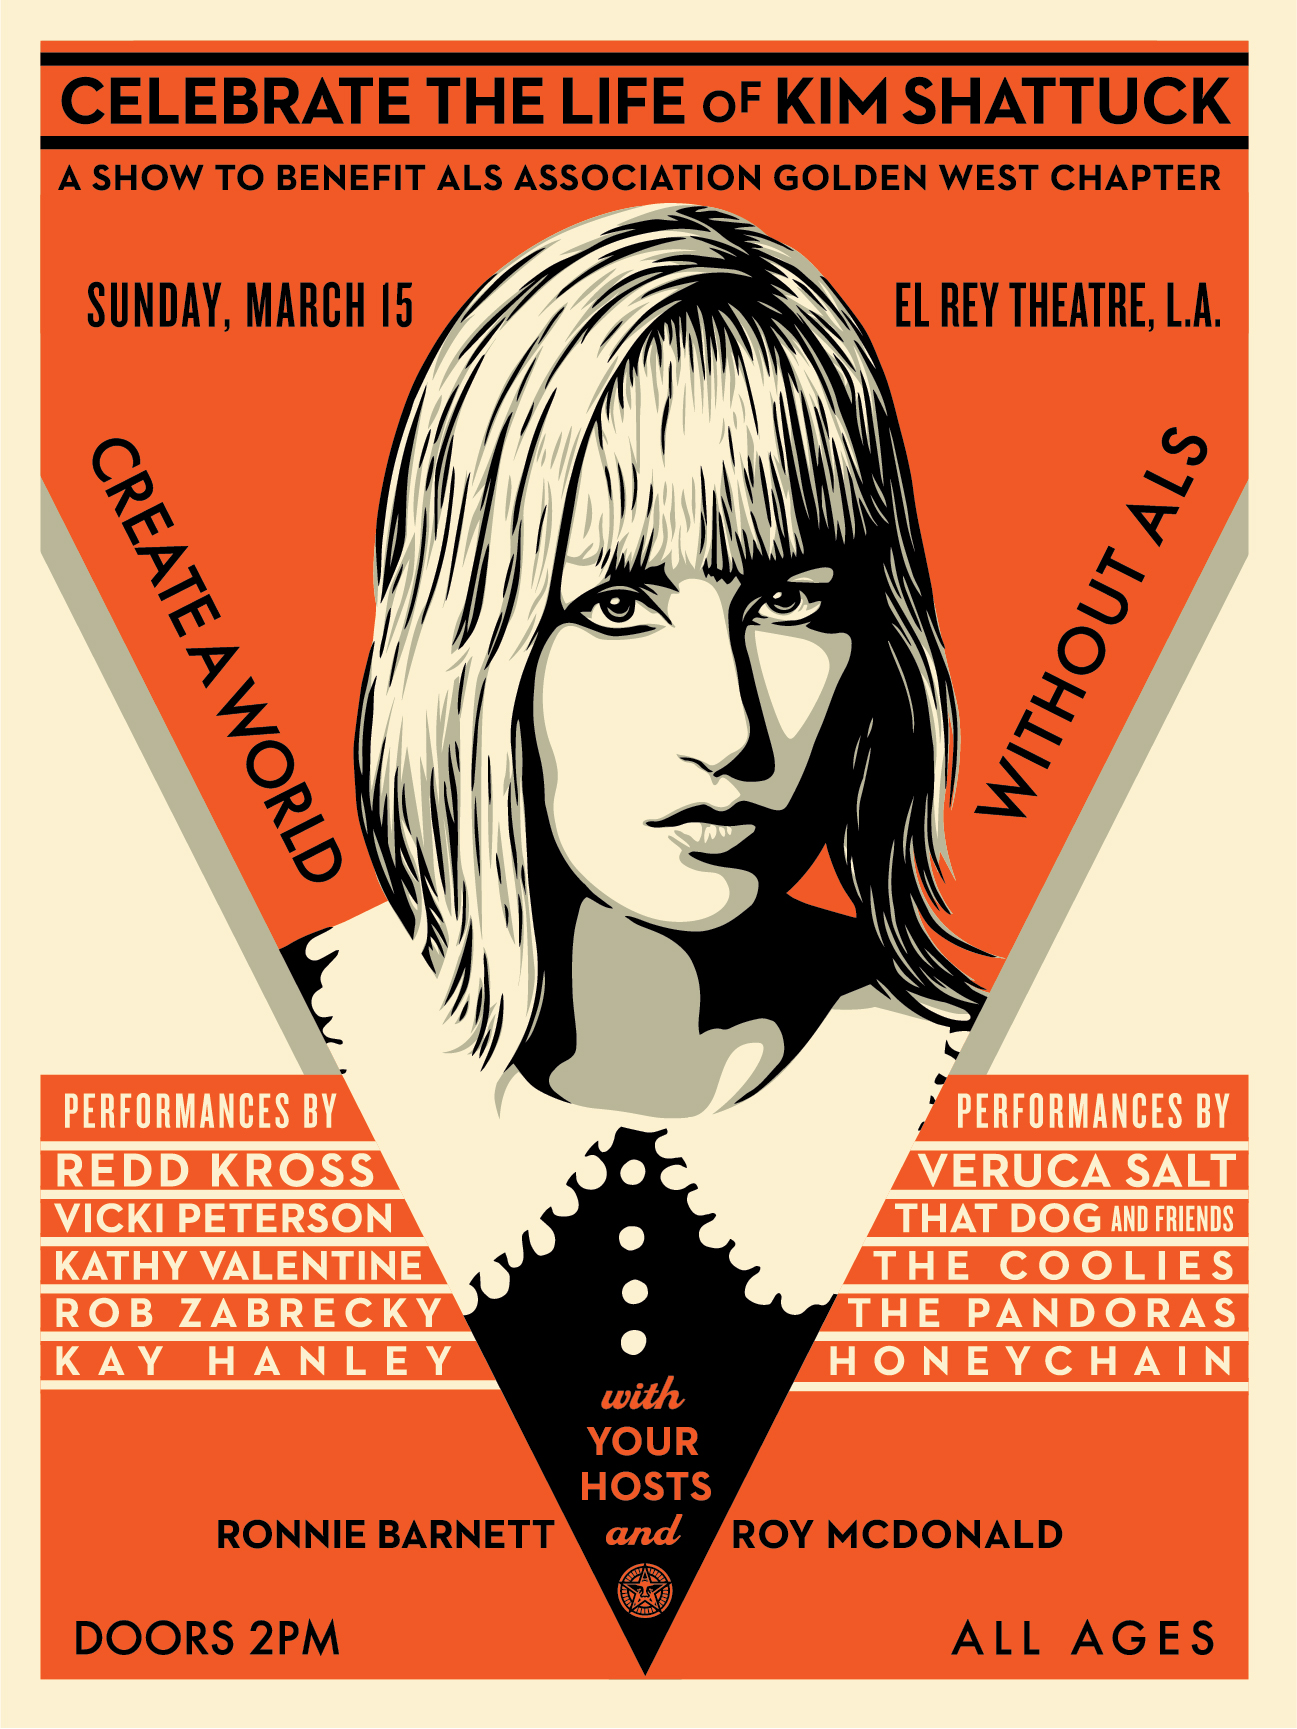 CELEBRATE THE LIFE OF KIM SHATTUCK
A SHOW TO BENEFIT ALS ASSOCIATION GOLDEN WEST CHAPTER
SUNDAY, MARCH 15
EL REY THEATRE, L.A.
CREATE A WORLD
WITHOUT ALS
PERFORMANCES BY
REDD KROSS
VICKI PETERSON
KATHY VALENTINE
ROB ZABRECKY
KAY HANLEY
PERFORMANCES BY
VERUCA SALT
THAT DOG AND FRIENDS
THE COOLIES
THE PANDORAS
HONEYCHAIN
with
YOUR
HOSTS
RONNIE BARNETT and ROY MCDONALD
DOORS 2PM
ALL AGES